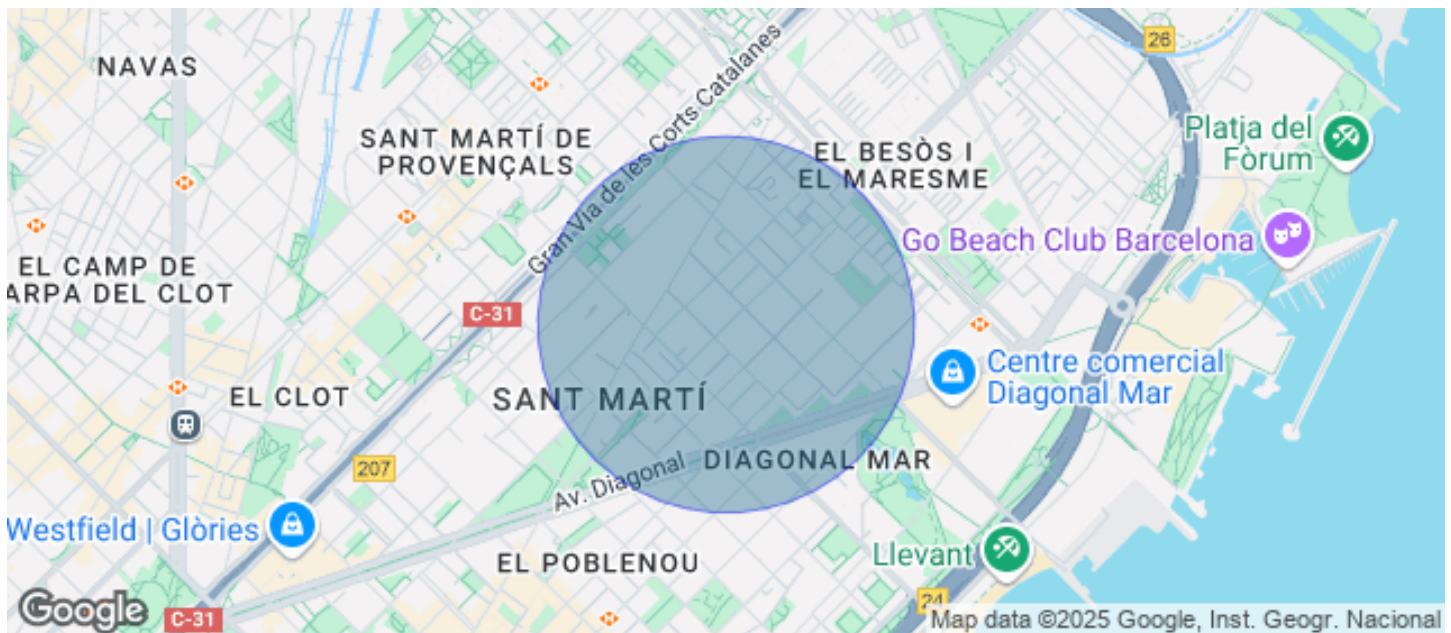 NAVAS
26
SANT MARTÍ DE
PROVENÇALS
Gran Via de les Corts Catalanes
EL BESÒS I
EL MARESME
Platja del
Fòrum
Go Beach Club Barcelona
EL CAMP DE
ARPA DEL CLOT
C-31
Centre comercial
Diagonal Mar
EL CLOT
SANT MARTÍ
207
Av. Diagonal
DIAGONAL MAR
Westfield | Glòries
EL POBLENOU
Llevant
24
Google
C-31
Map data ©2025 Google, Inst. Geogr. Nacional